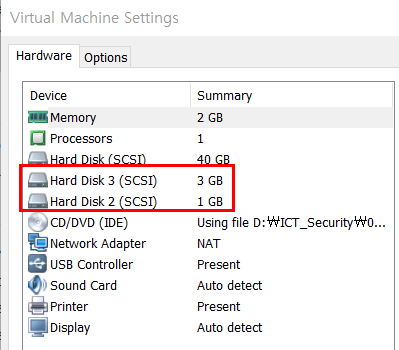 Virtual Machine Settings
Hardware Options
Device Summary
Memory 2 GB
Processors 1
Hard Disk (SCSI) 40 GB
Hard Disk 3 (SCSI) 3 GB
Hard Disk 2 (SCSI) 1 GB
CD/DVD (IDE) Using file D:₩ICT_Security₩0...
Network Adapter NAT
USB Controller Present
Sound Card Auto detect
Printer Present
Display Auto detect